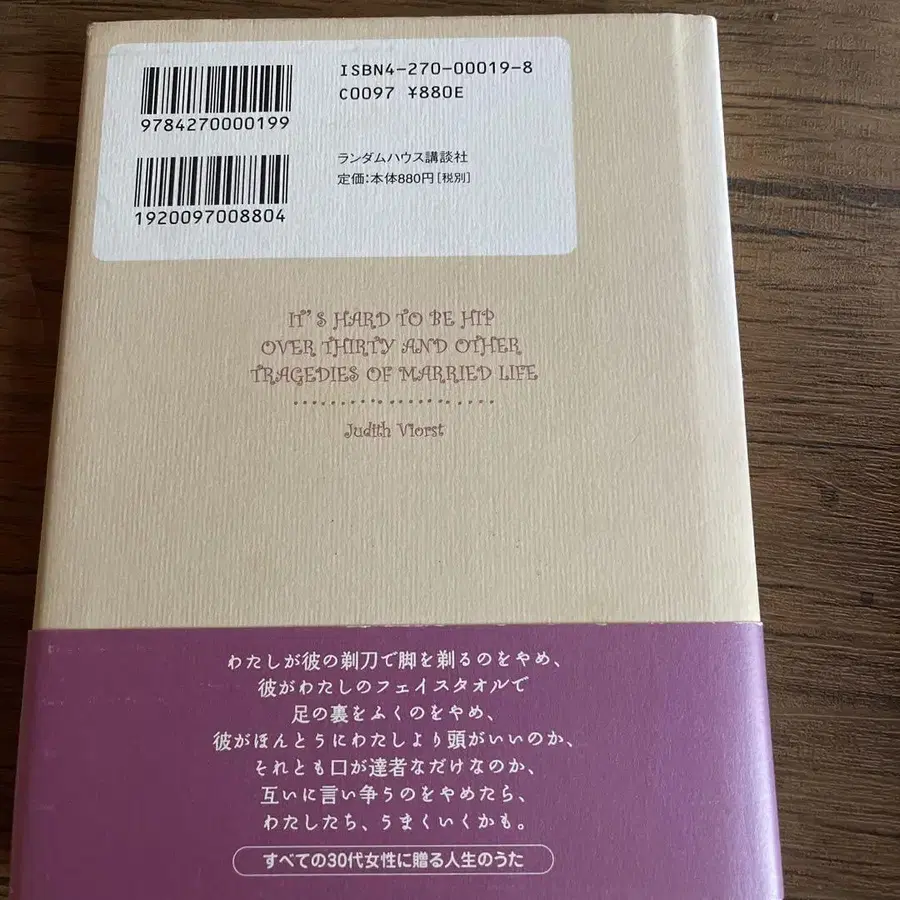 ISBN4-270-00019-8
C0097 ¥880E
9784270000199
ランダムハウス講談社
定価:本体880円[税別]
1920097008804
IT'S HARD TO BE HIP
OVER THIRTY AND OTHER
TRAGEDIES OF MARRIED LIFE
Judith Viorst
わたしが彼の剃刀で脚を剃るのをやめ、
彼がわたしのフェイスタオルで
足の裏をふくのをやめ、
彼がほんとうにわたしより頭がいいのか、
それとも口が達者なだけなのか、
互いに言い争うのをやめたら、
わたしたち、うまくいくかも。
すべての30代女性に贈る人生のうた